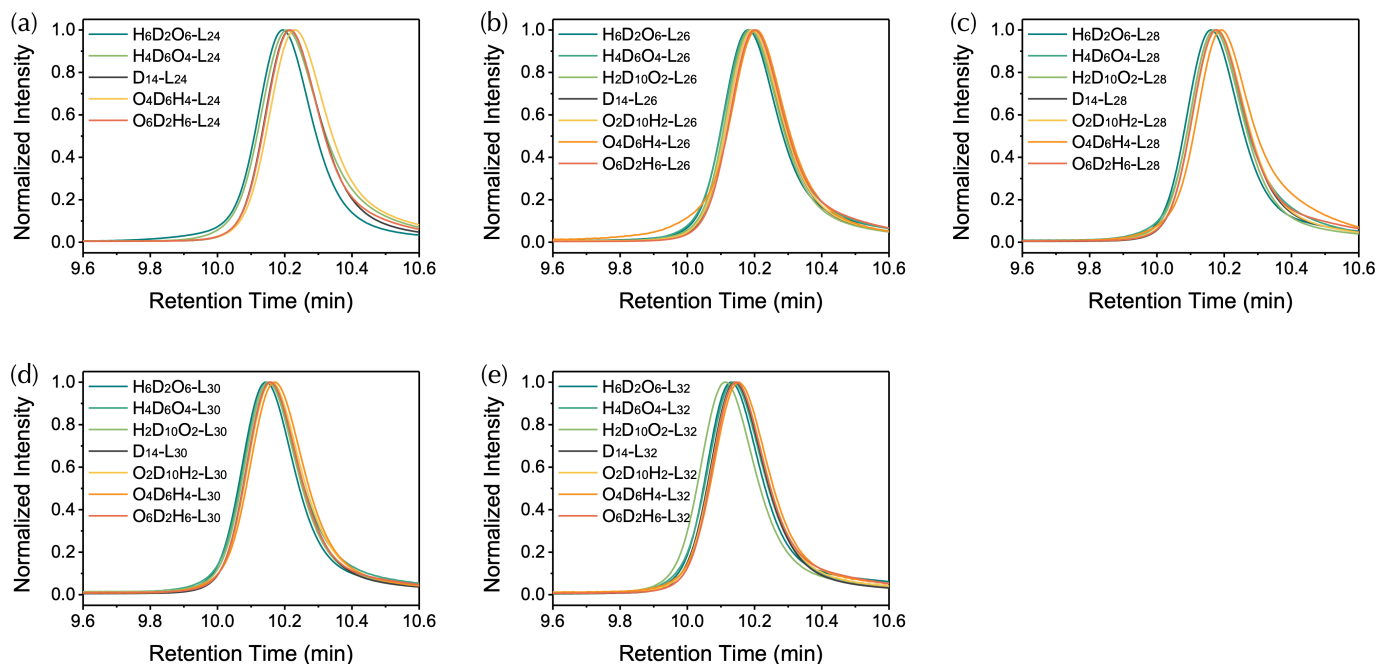 (a)
Normalized Intensity
1.0
0.8
0.6
0.4
0.2
0.0
H6D2O6-L24
H4D6O4-L24
D14-L24
O4D6H4-L24
O6D2H6-L24
9.6 9.8 10.0 10.2 10.4 10.6
Retention Time (min)
(b)
Normalized Intensity
1.0
0.8
0.6
0.4
0.2
0.0
H6D2O6-L26
H4D6O4-L26
H2D10O2-L26
D14-L26
O2D10H2-L26
O4D6H4-L26
O6D2H6-L26
9.6 9.8 10.0 10.2 10.4 10.6
Retention Time (min)
(c)
Normalized Intensity
1.0
0.8
0.6
0.4
0.2
0.0
H6D2O6-L28
H4D6O4-L28
H2D10O2-L28
D14-L28
O2D10H2-L28
O4D6H4-L28
O6D2H6-L28
9.6 9.8 10.0 10.2 10.4 10.6
Retention Time (min)
(d)
Normalized Intensity
1.0
0.8
0.6
0.4
0.2
0.0
H6D2O6-L30
H4D6O4-L30
H2D10O2-L30
D14-L30
O2D10H2-L30
O4D6H4-L30
O6D2H6-L30
9.6 9.8 10.0 10.2 10.4 10.6
Retention Time (min)
(e)
Normalized Intensity
1.0
0.8
0.6
0.4
0.2
0.0
H6D2O6-L32
H4D6O4-L32
H2D10O2-L32
D14-L32
O2D10H2-L32
O4D6H4-L32
O6D2H6-L32
9.6 9.8 10.0 10.2 10.4 10.6
Retention Time (min)